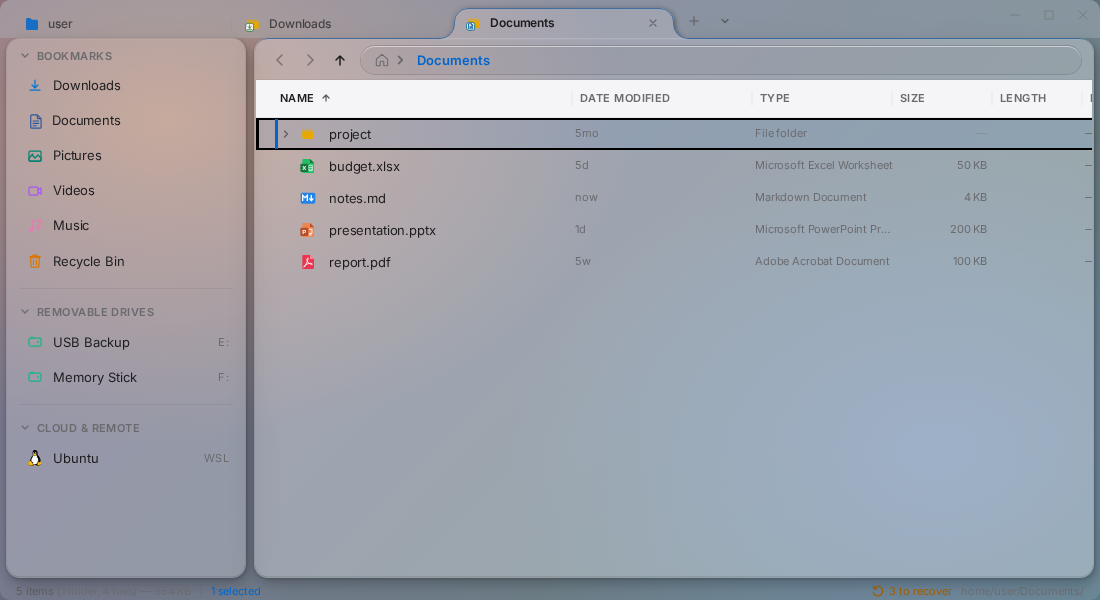 user
Downloads
Documents
BOOKMARKS
Downloads
Documents
Pictures
Videos
Music
Recycle Bin
REMOVABLE DRIVES
USB Backup E:
Memory Stick F:
CLOUD & REMOTE
Ubuntu WSL
Documents
NAME DATE MODIFIED TYPE SIZE LENGTH
project 5mo File folder —
budget.xlsx 5d Microsoft Excel Worksheet 50 KB
notes.md now Markdown Document 4 KB
presentation.pptx 1d Microsoft PowerPoint Pr... 200 KB
report.pdf 5w Adobe Acrobat Document 100 KB
5 items 1 selected 3 to recover home/user/Documents/